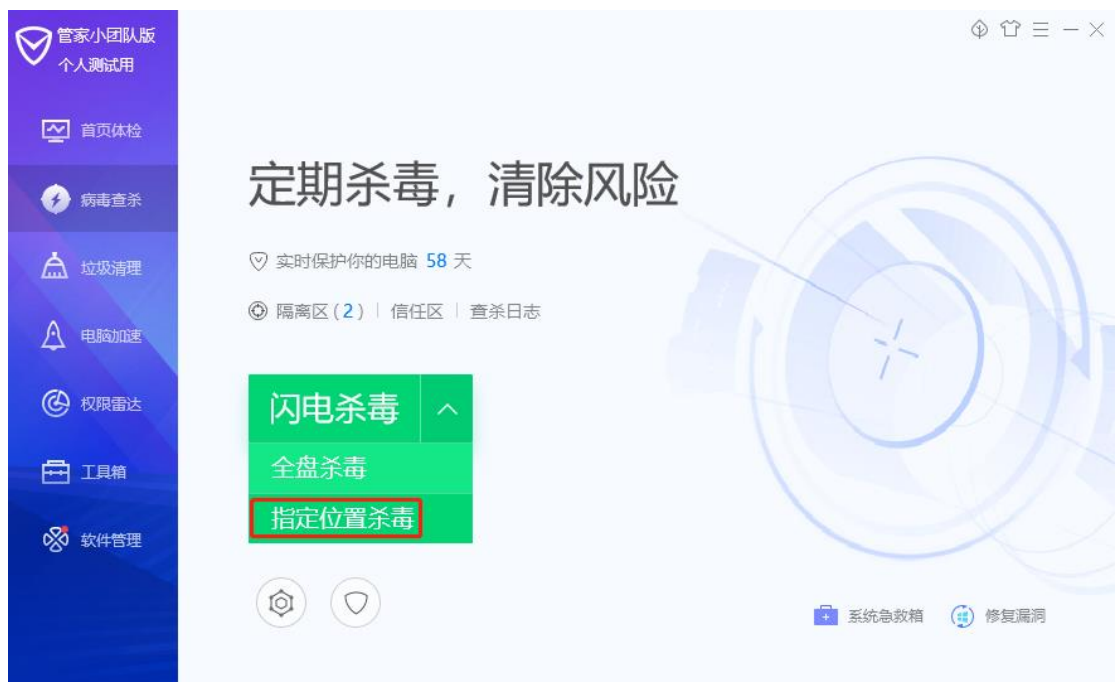 管家小团队版
个人测试用
首页体检
病毒查杀
垃圾清理
电脑加速
权限雷达
工具箱
软件管理
定期杀毒，清除风险
实时保护你的电脑 58 天
隔离区(2) | 信任区 | 查杀日志
闪电杀毒
全盘杀毒
指定位置杀毒
系统急救箱 修复漏洞